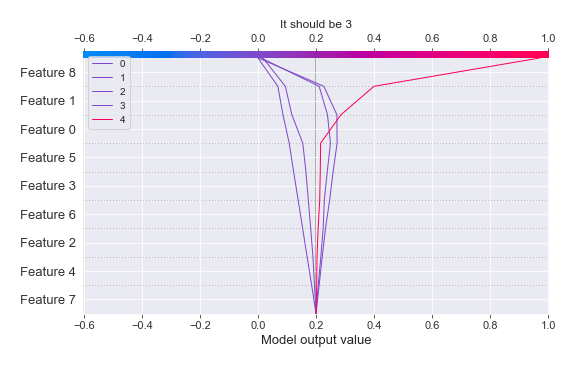 It should be 3
−0.6 −0.4 −0.2 0.0 0.2 0.4 0.6 0.8 1.0
0
1
2
3
4
Feature 8
Feature 1
Feature 0
Feature 5
Feature 3
Feature 6
Feature 2
Feature 4
Feature 7
−0.6 −0.4 −0.2 0.0 0.2 0.4 0.6 0.8 1.0
Model output value